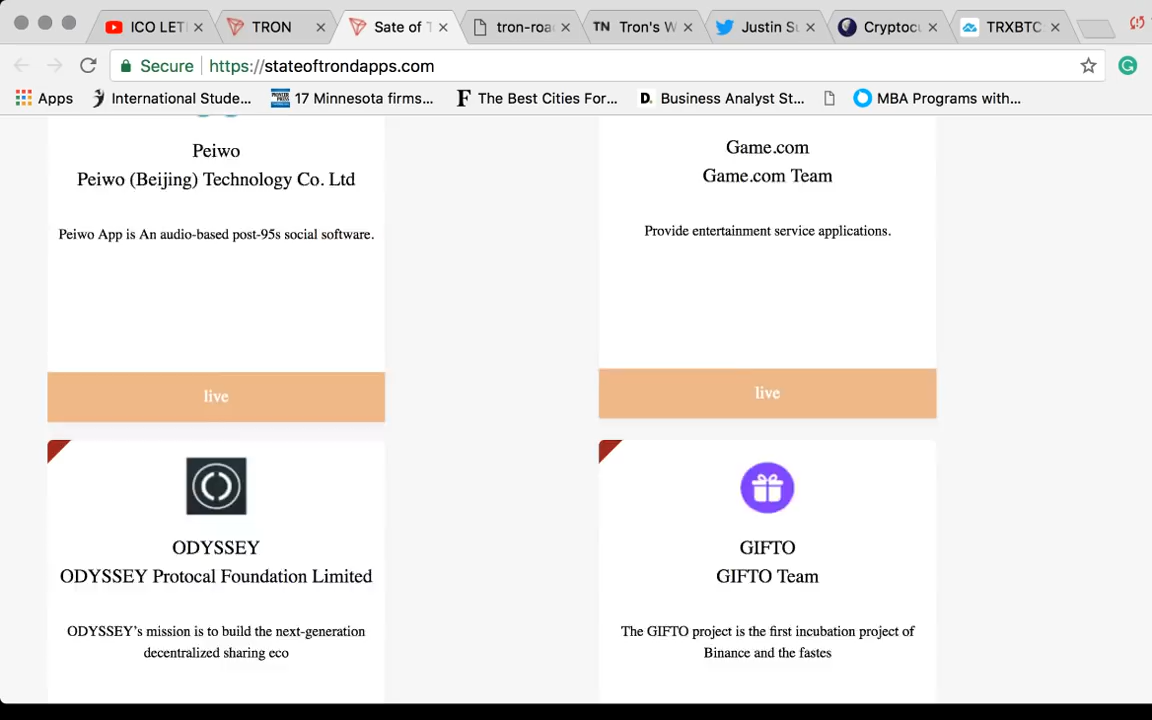 ICO LET
TRON
Sate of T
tron-roa
TN Tron's W
Justin Su
Cryptocu
TRXBTC
Secure
https://stateoftrondapps.com
Apps
International Stude...
17 Minnesota firms...
F The Best Cities For...
D. Business Analyst St...
MBA Programs with...
Peiwo
Peiwo (Beijing) Technology Co. Ltd
Peiwo App is An audio-based post-95s social software.
live
Game.com
Game.com Team
Provide entertainment service applications.
live
ODYSSEY
ODYSSEY Protocal Foundation Limited
ODYSSEY's mission is to build the next-generation
decentralized sharing eco
GIFTO
GIFTO Team
The GIFTO project is the first incubation project of
Binance and the fastes